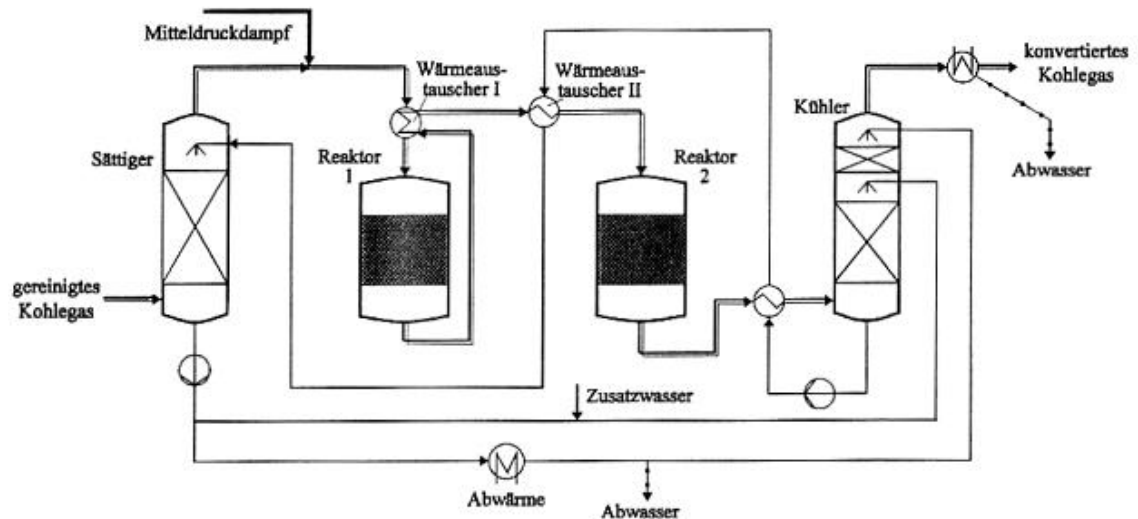 Mitteldruckdampf
Wärmeaus-
tauscher I
Wärmeaus-
tauscher II
konvertiertes
Kohlegas
Kühler
Sättiger
Reaktor
1
Reaktor
2
Abwasser
gereinigtes
Kohlegas
Zusatzwasser
Abwärme
Abwasser